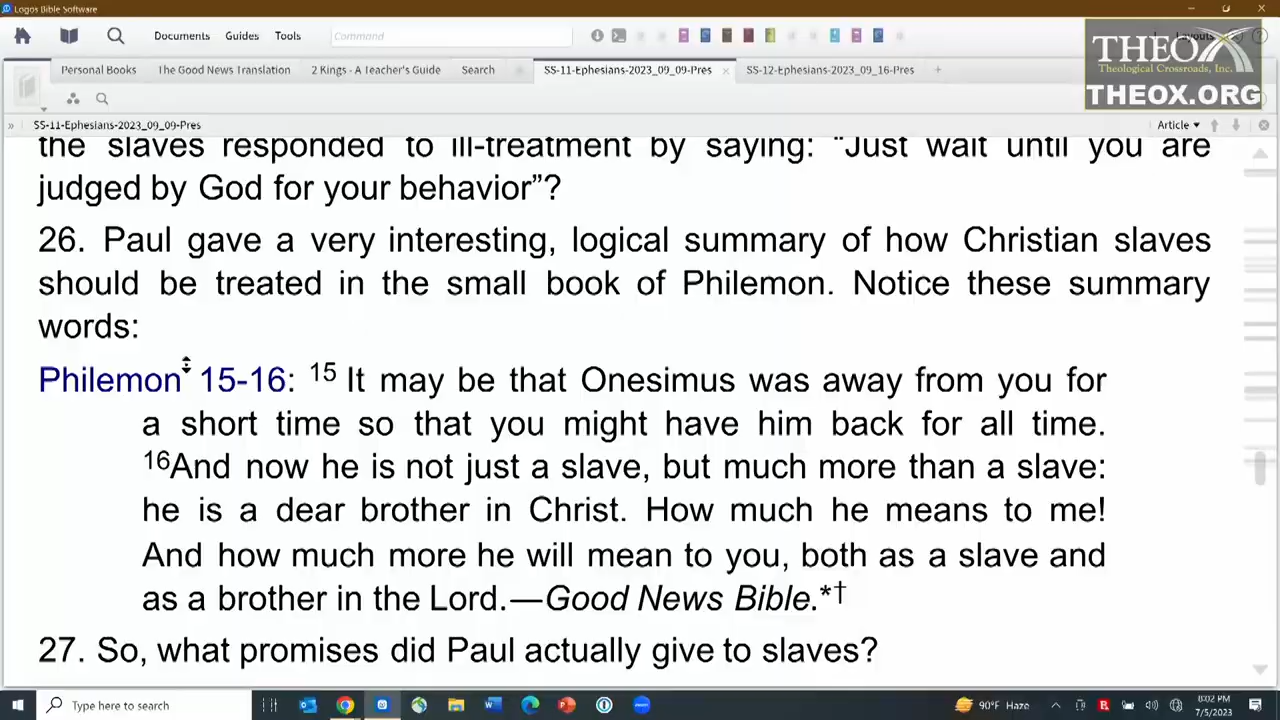 Logos Bible Software
Documents Guides Tools Command Layouts
THEOX
Theological Crossroads, Inc.
THEOX.ORG
Personal Books The Good News Translation 2 Kings - A Teacher's SS-11-Ephesians-2023_09_09-Pres SS-12-Ephesians-2023_09_16-Pres
SS-11-Ephesians-2023_09_09-Pres Article
the slaves responded to ill-treatment by saying: “Just wait until you are
judged by God for your behavior”?
26. Paul gave a very interesting, logical summary of how Christian slaves
should be treated in the small book of Philemon. Notice these summary
words:
Philemon 15-16: 15 It may be that Onesimus was away from you for
a short time so that you might have him back for all time.
16And now he is not just a slave, but much more than a slave:
he is a dear brother in Christ. How much he means to me!
And how much more he will mean to you, both as a slave and
as a brother in the Lord.—Good News Bible.*†
27. So, what promises did Paul actually give to slaves?
Type here to search 90°F Haze 8:02 PM
7/5/2023